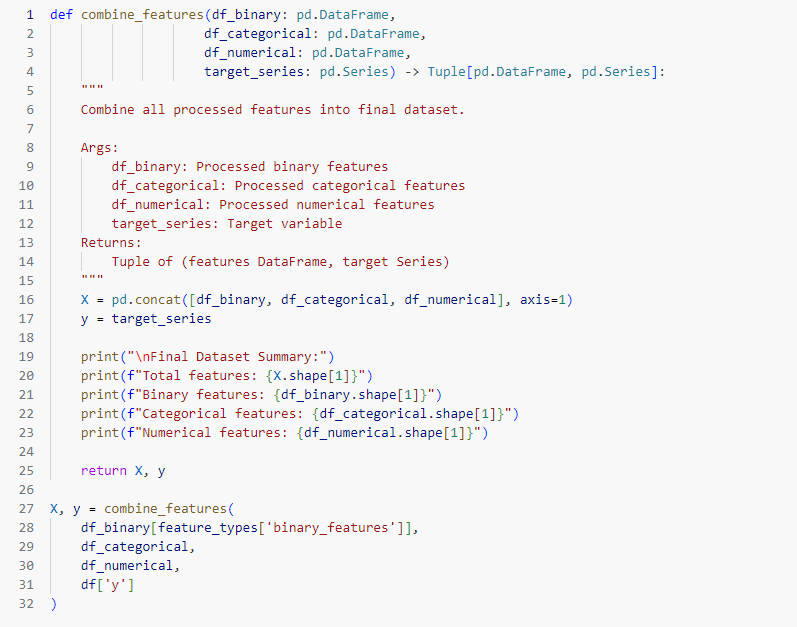 1 def combine_features(df_binary: pd.DataFrame,
2 df_categorical: pd.DataFrame,
3 df_numerical: pd.DataFrame,
4 target_series: pd.Series) -> Tuple[pd.DataFrame, pd.Series]:
5 """
6 Combine all processed features into final dataset.
7
8 Args:
9 df_binary: Processed binary features
10 df_categorical: Processed categorical features
11 df_numerical: Processed numerical features
12 target_series: Target variable
13 Returns:
14 Tuple of (features DataFrame, target Series)
15 """
16 X = pd.concat([df_binary, df_categorical, df_numerical], axis=1)
17 y = target_series
18
19 print("\nFinal Dataset Summary:")
20 print(f"Total features: {X.shape[1]}")
21 print(f"Binary features: {df_binary.shape[1]}")
22 print(f"Categorical features: {df_categorical.shape[1]}")
23 print(f"Numerical features: {df_numerical.shape[1]}")
24
25 return X, y
26
27 X, y = combine_features(
28 df_binary[feature_types['binary_features']],
29 df_categorical,
30 df_numerical,
31 df['y']
32 )